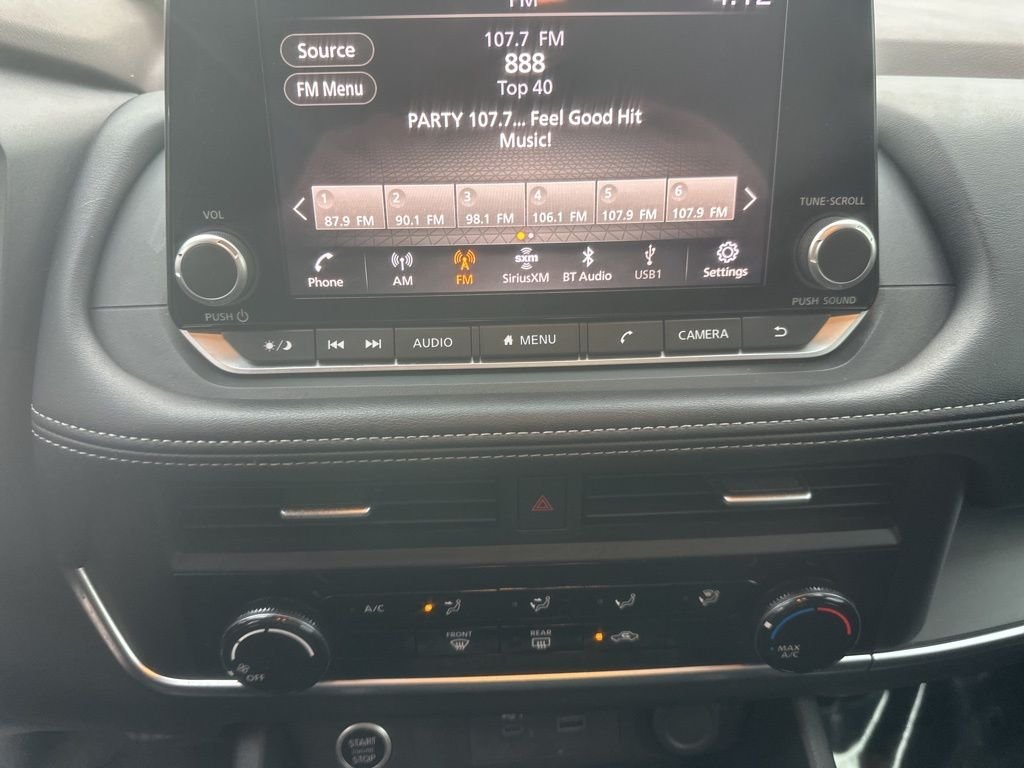 FM
Source
107.7 FM
888
FM Menu
Top 40
PARTY 107.7... Feel Good Hit
Music!
1
2
3
4
5
6
87.9 FM
90.1 FM
98.1 FM
106.1 FM
107.9 FM
107.9 FM
VOL
TUNE·SCROLL
Phone
AM
FM
sxm
SiriusXM
BT Audio
USB1
Settings
PUSH
PUSH SOUND
AUDIO
MENU
CAMERA
A/C
FRONT
REAR
OFF
MAX
A/C
START
STOP